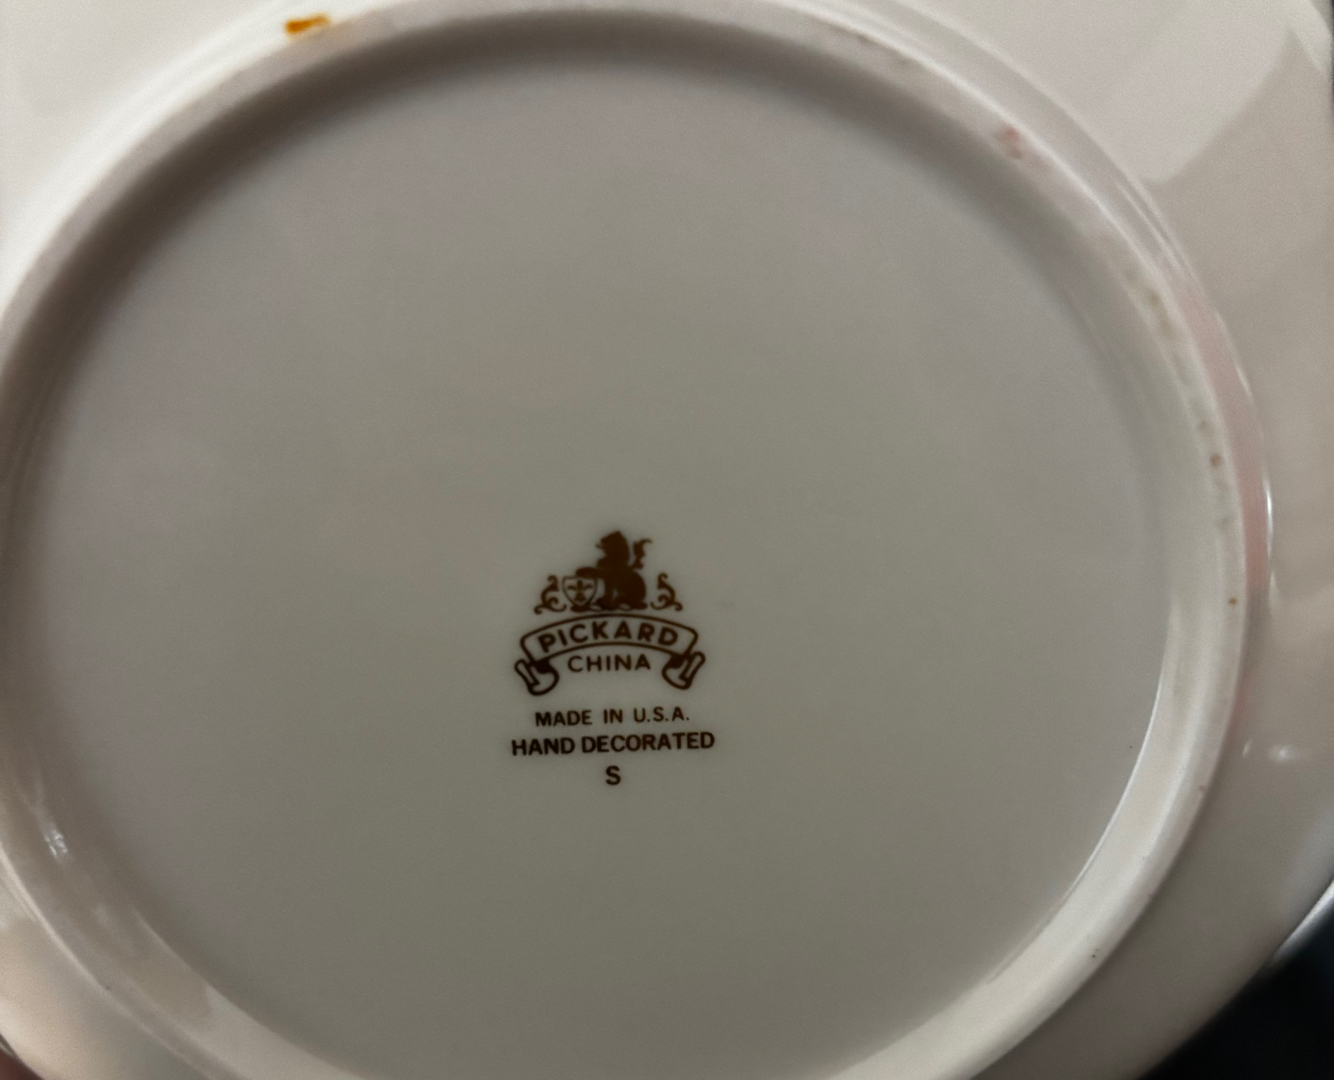 PICKARD
CHINA
MADE IN U.S.A.
HAND DECORATED
S